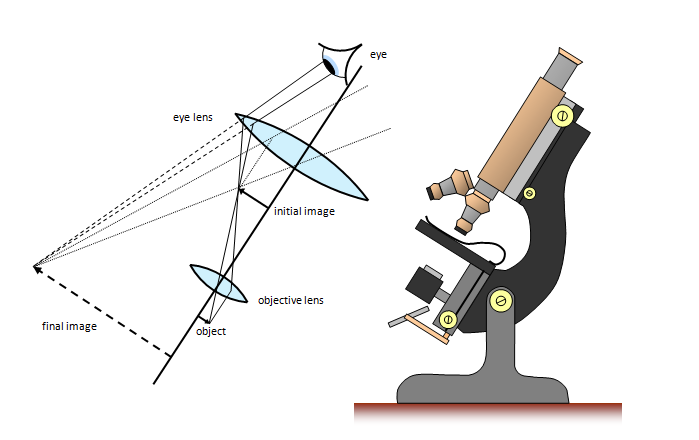 eye
eye lens
initial image
objective lens
final image
object